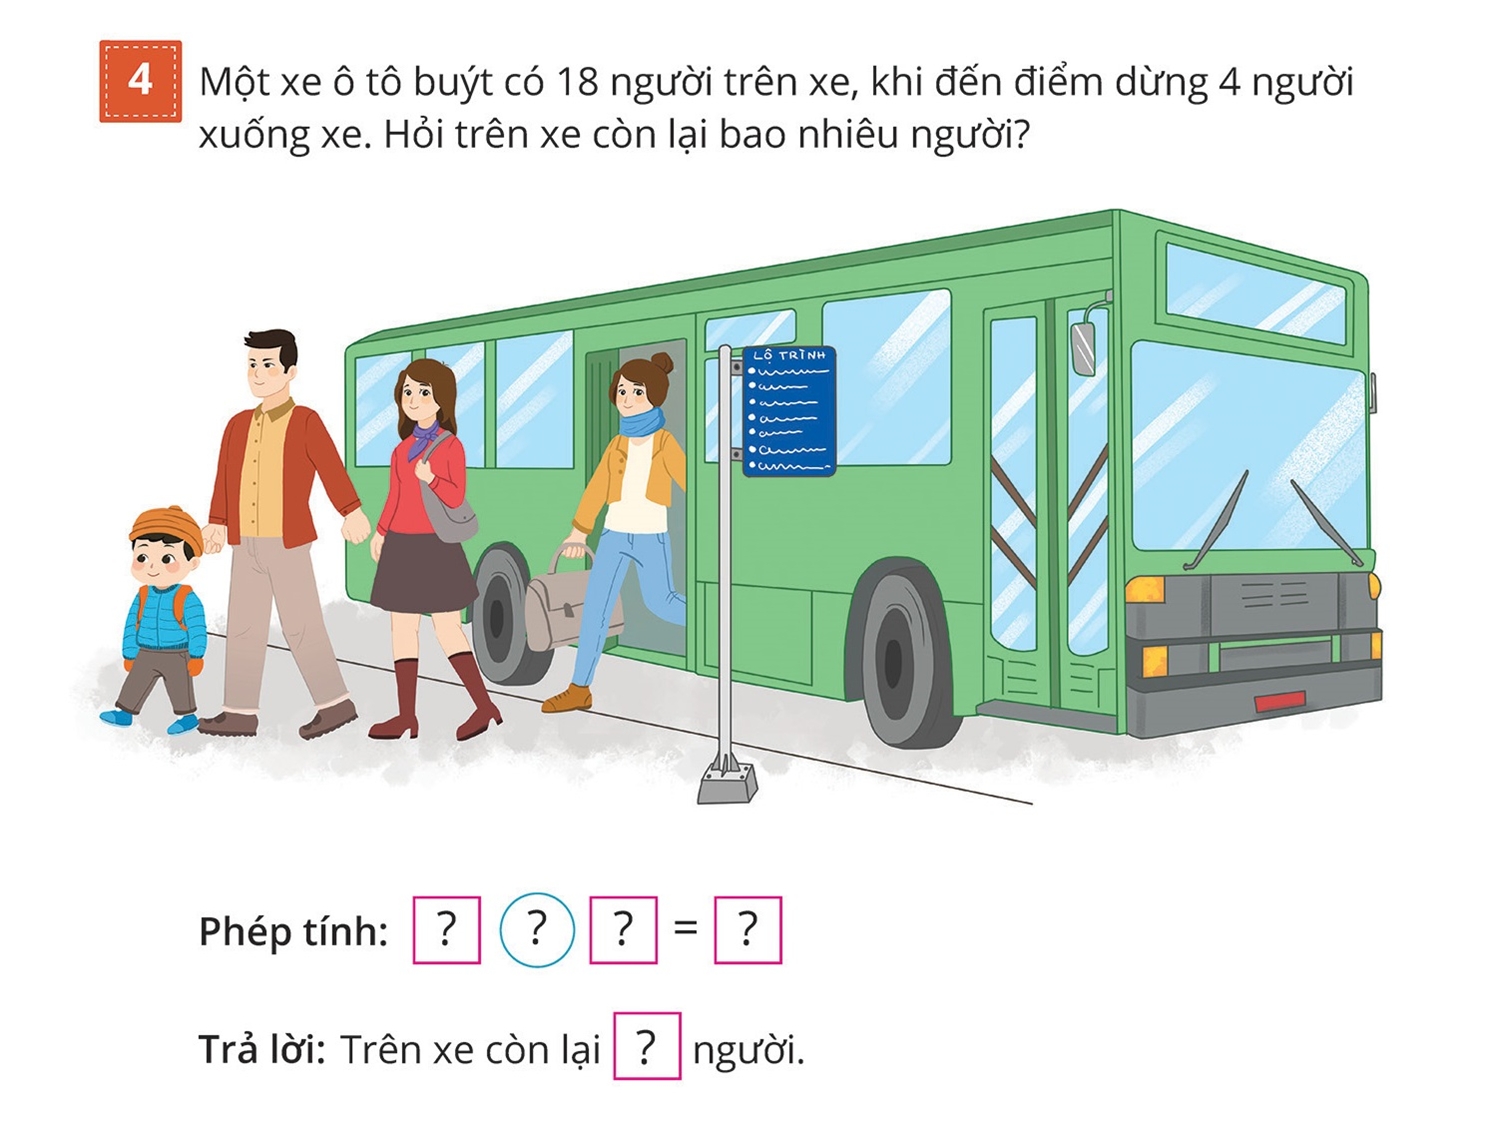 4 Một xe ô tô buýt có 18 người trên xe, khi đến điểm dừng 4 người
xuống xe. Hỏi trên xe còn lại bao nhiêu người?
LỘ TRÌNH
Phép tính: ? ? ? = ?
Trả lời: Trên xe còn lại ? người.